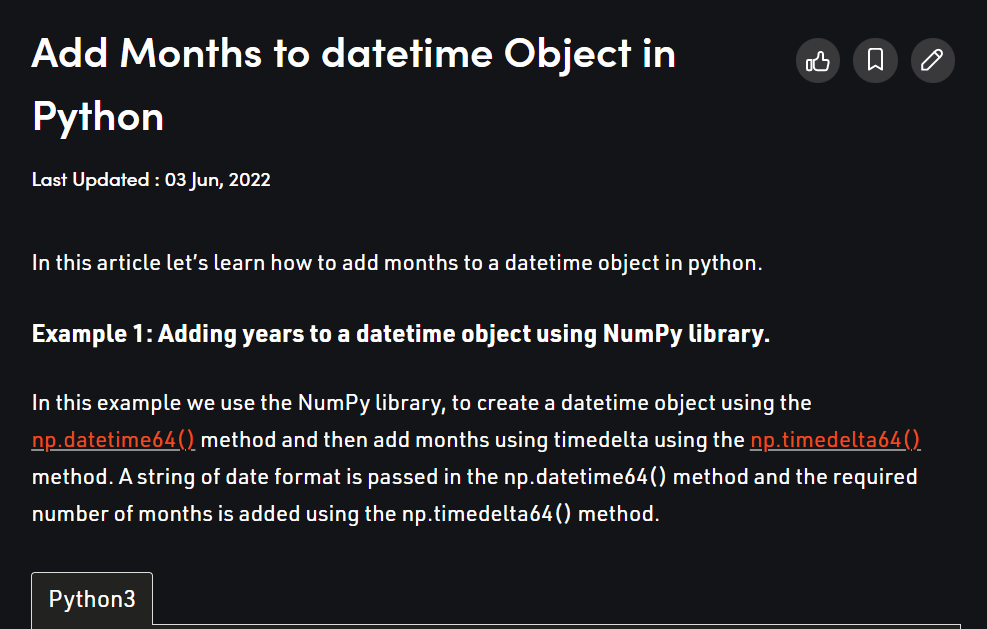 Add Months to datetime Object in
Python
Last Updated : 03 Jun, 2022
In this article let’s learn how to add months to a datetime object in python.
Example 1: Adding years to a datetime object using NumPy library.
In this example we use the NumPy library, to create a datetime object using the
np.datetime64() method and then add months using timedelta using the np.timedelta64()
method. A string of date format is passed in the np.datetime64() method and the required
number of months is added using the np.timedelta64() method.
Python3